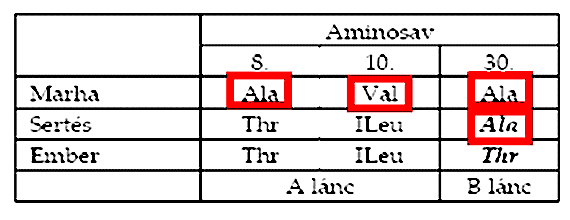 Aminosav
8. 10. 30.
Marha Ala Val Ala
Sertés Thr ILeu Ala
Ember Thr ILeu Thr
A lánc B lánc